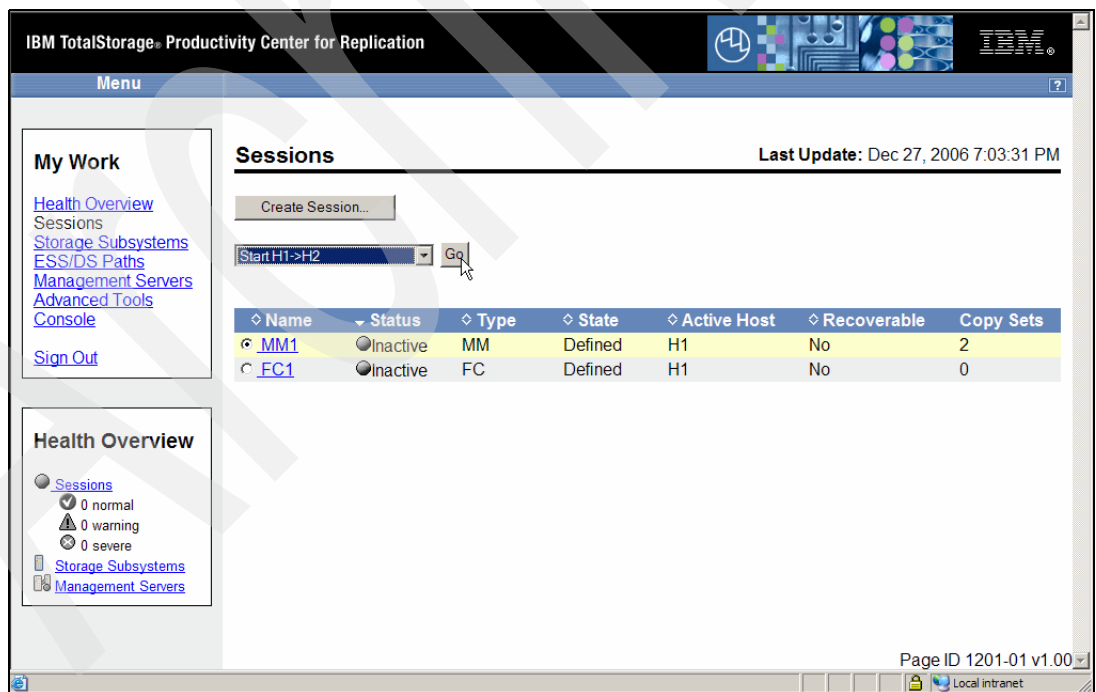 IBM TotalStorage® Productivity Center for Replication
IBM®
Menu
?
My Work
Health Overview
Sessions
Storage Subsystems
ESS/DS Paths
Management Servers
Advanced Tools
Console
Sign Out
Health Overview
Sessions
0 normal
0 warning
0 severe
Storage Subsystems
Management Servers
Sessions
Last Update: Dec 27, 2006 7:03:31 PM
Create Session...
Start H1->H2 Go
Name Status Type State Active Host Recoverable Copy Sets
MM1 Inactive MM Defined H1 No 2
FC1 Inactive FC Defined H1 No 0
Page ID 1201-01 v1.00
Local intranet